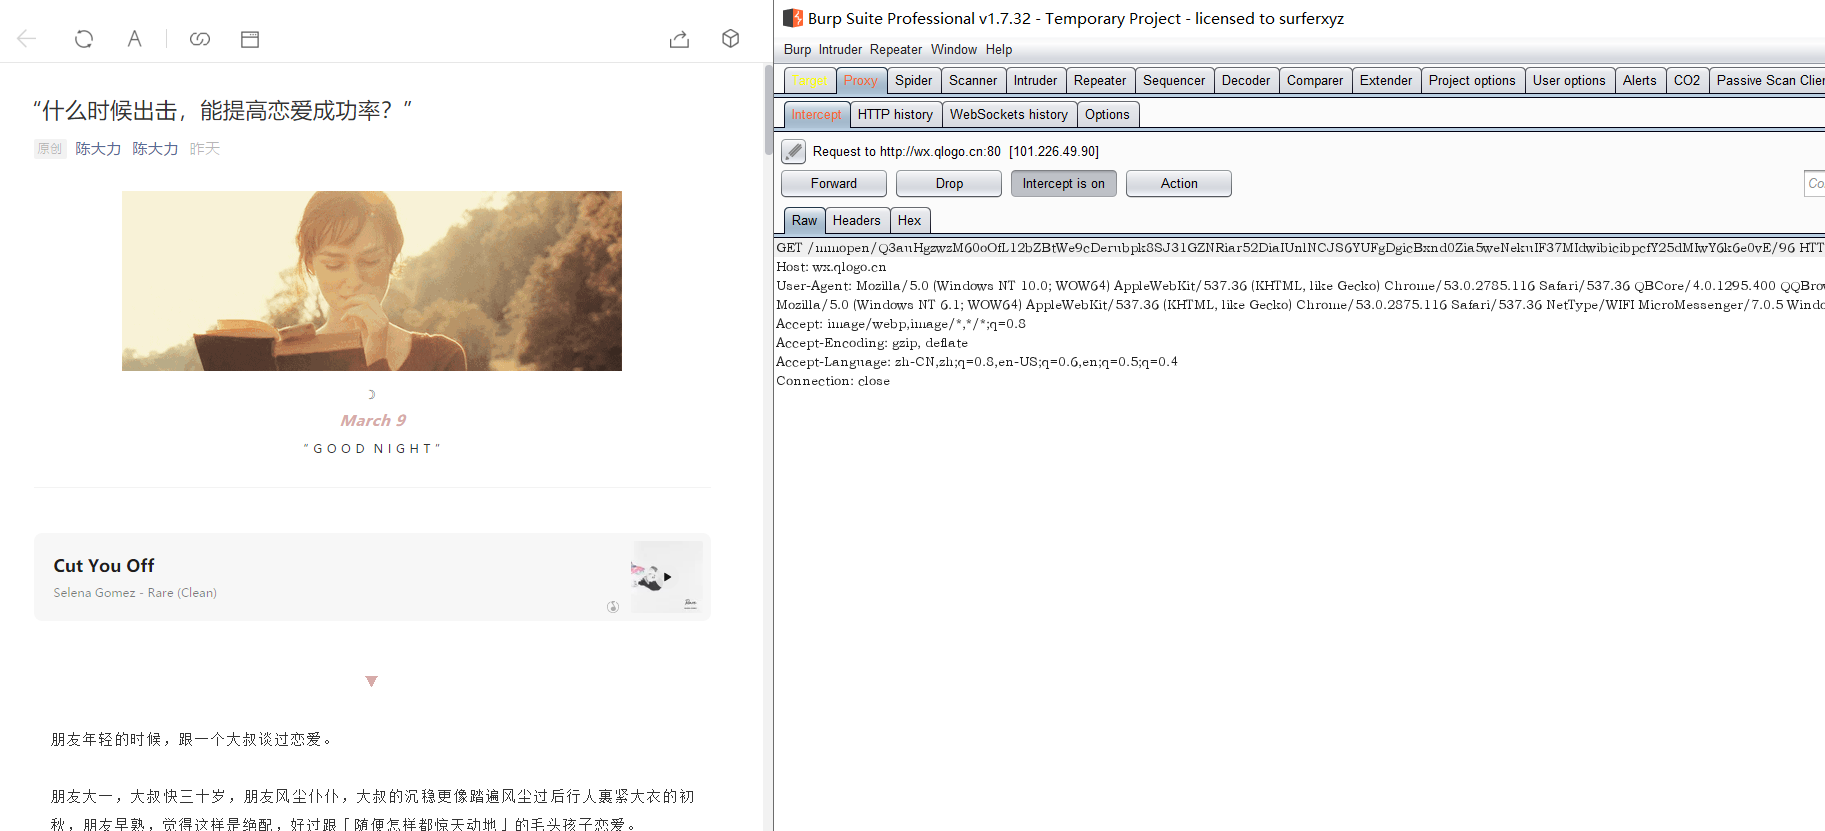 “什么时候出击，能提高恋爱成功率？”
原创 陈大力 陈大力 昨天
March 9
"GOOD NIGHT"
Cut You Off
Selena Gomez - Rare (Clean)
朋友年轻的时候，跟一个大叔谈过恋爱。
朋友大一，大叔快三十岁，朋友风尘仆仆，大叔的沉稳更像踏遍风尘过后行人裹紧大衣的初
秋，朋友早熟，觉得这样是绝配，好过跟「随便怎样都惊天动地」的毛头孩子恋爱。
Burp Suite Professional v1.7.32 - Temporary Project - licensed to surferxyz
Burp Intruder Repeater Window Help
Target Proxy Spider Scanner Intruder Repeater Sequencer Decoder Comparer Extender Project options User options Alerts CO2 Passive Scan Clien
Intercept HTTP history WebSockets history Options
Request to http://wx.qlogo.cn:80 [101.226.49.90]
Forward Drop Intercept is on Action Co
Raw Headers Hex
GET /mmopen/Q3auHgzwzM60oOfL12bZBtWe9cDerubpk8SJ31GZNRiar52DiaIUnlNCJS6YUFgDgicBxnd0Zia5weNekuIF37MIdwibicibpcfY25dMIwY6k6e0vE/96 HTT
Host: wx.qlogo.cn
User-Agent: Mozilla/5.0 (Windows NT 10.0; WOW64) AppleWebKit/537.36 (KHTML, like Gecko) Chrome/53.0.2785.116 Safari/537.36 QBCore/4.0.1295.400 QQBrow
Mozilla/5.0 (Windows NT 6.1; WOW64) AppleWebKit/537.36 (KHTML, like Gecko) Chrome/53.0.2875.116 Safari/537.36 NetType/WIFI MicroMessenger/7.0.5 Windo
Accept: image/webp,image/*,*/*;q=0.8
Accept-Encoding: gzip, deflate
Accept-Language: zh-CN,zh;q=0.8,en-US;q=0.6,en;q=0.5;q=0.4
Connection: close